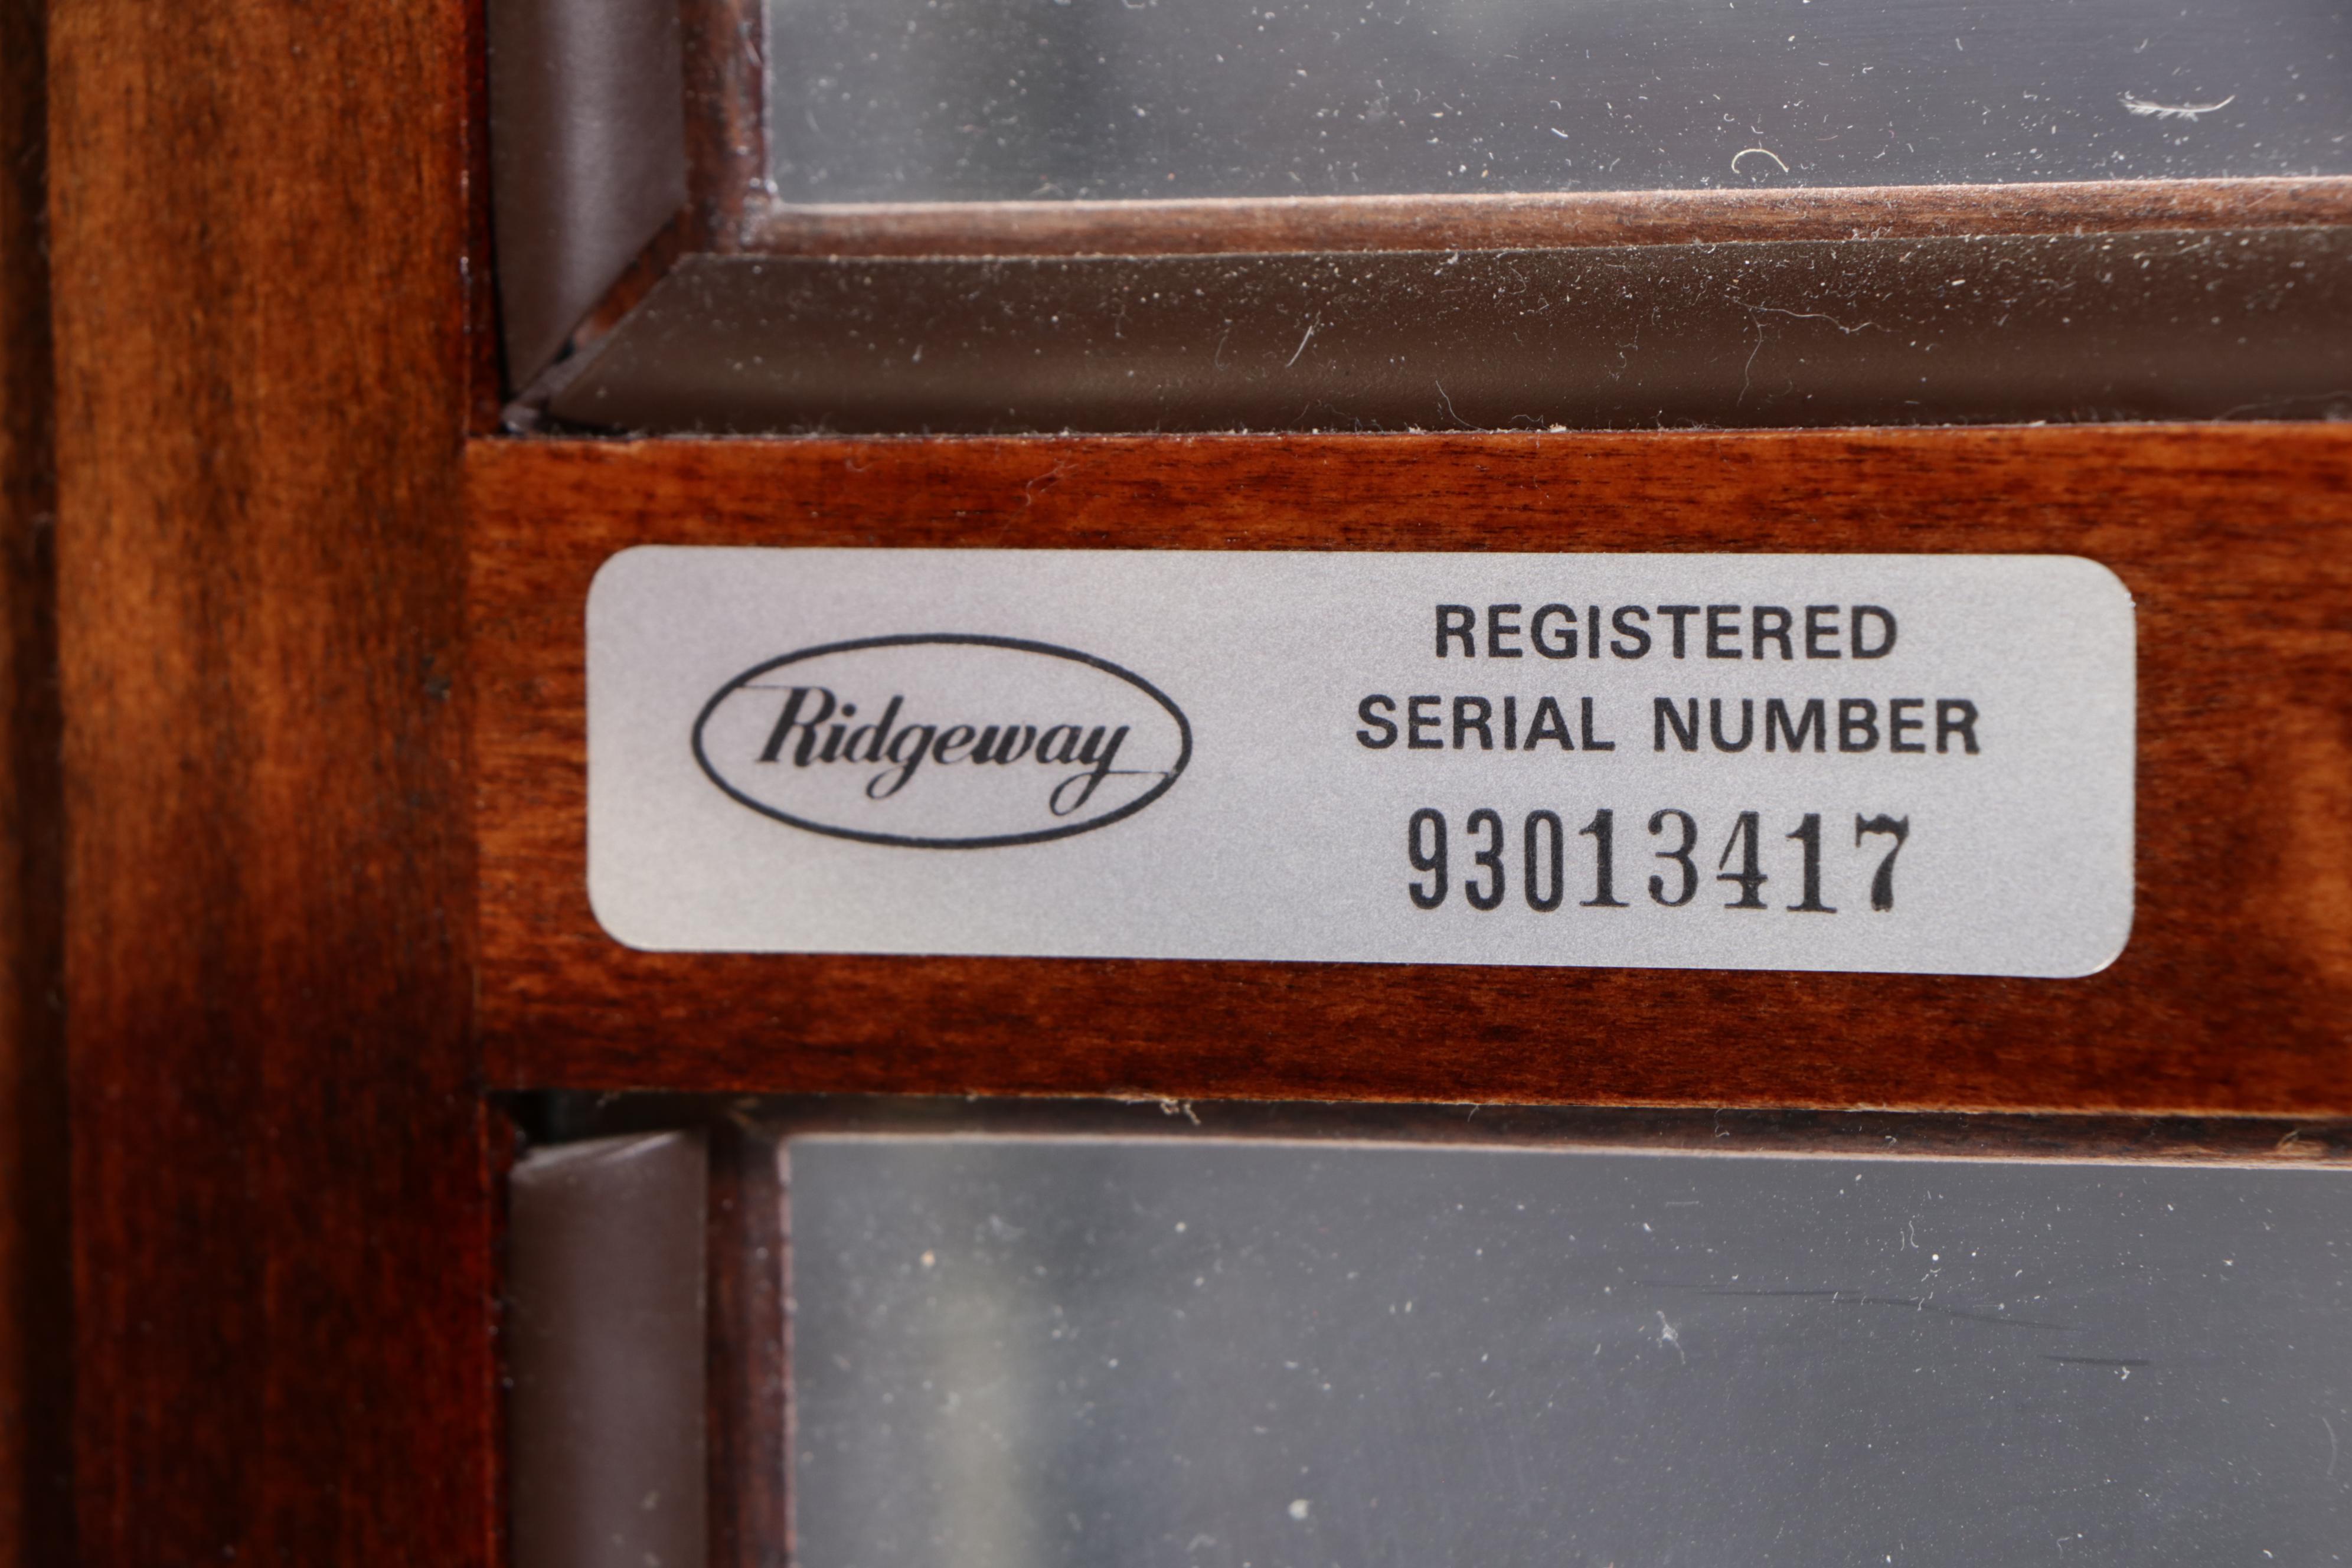 Ridgeway
REGISTERED
SERIAL NUMBER
93013417